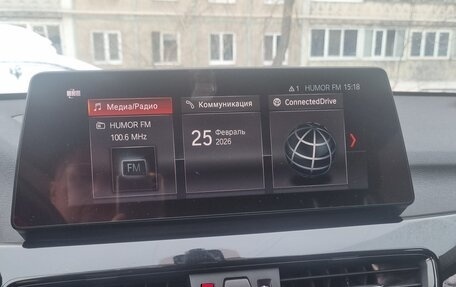 1 HUMOR FM 15:18
Медиа/Радио
Коммуникация
ConnectedDrive
HUMOR FM
100.6 MHz
FM
25 Февраль
2026